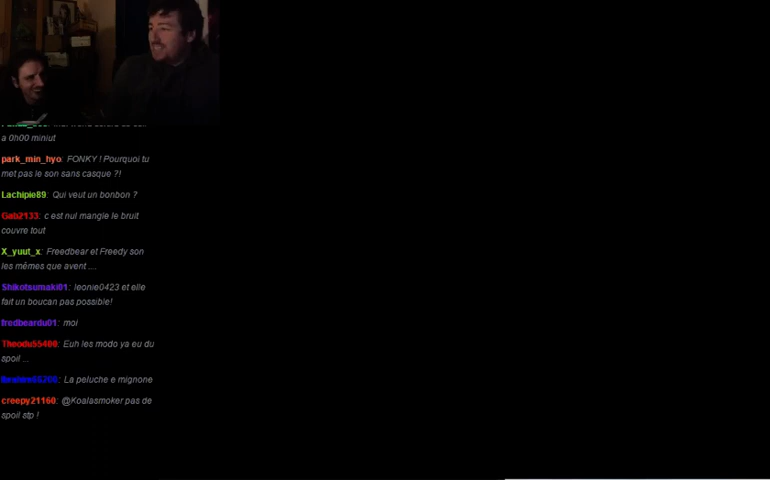 a 0h00 miniut
park_min_hyo: FONKY ! Pourquoi tu
met pas le son sans casque ?!
Lachipie89: Qui veut un bonbon ?
Gab2133: c est nul mangle le bruit
couvre tout
X_yuut_x: Freedbear et Freedy son
les mêmes que avent ...
Shikotsumaki01: leonie0423 et elle
fait un boucan pas possible!
fredbeardu01: moi
Theodu55400: Euh les modo ya eu du
spoil ...
La peluche e mignone
creepy21160: @Koalasmoker pas de
spoil stp !